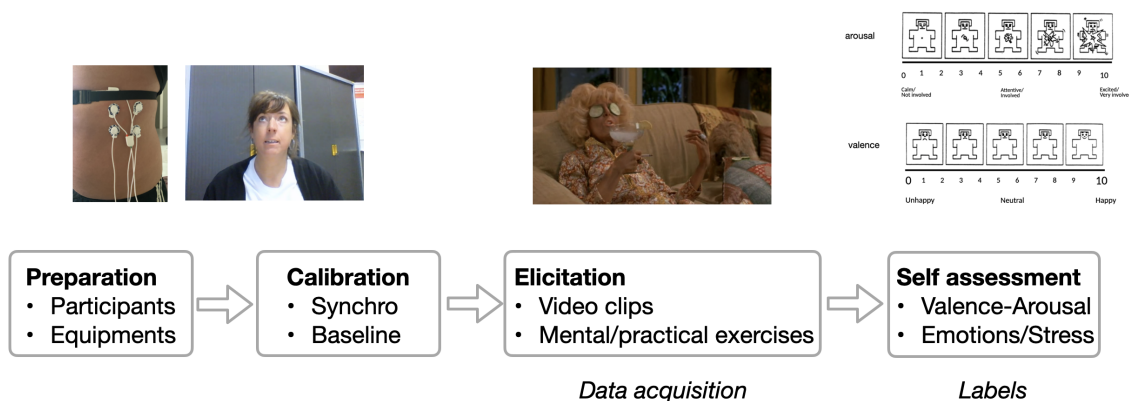 arousal
0 1 2 3 4 5 6 7 8 9 10
Calm/ Attentive/ Excited/
Not involved Involved Very involve
valence
0 1 2 3 4 5 6 7 8 9 10
Unhappy Neutral Happy
Preparation
• Participants
• Equipments
Calibration
• Synchro
• Baseline
Elicitation
• Video clips
• Mental/practical exercises
Self assessment
• Valence-Arousal
• Emotions/Stress
Data acquisition
Labels